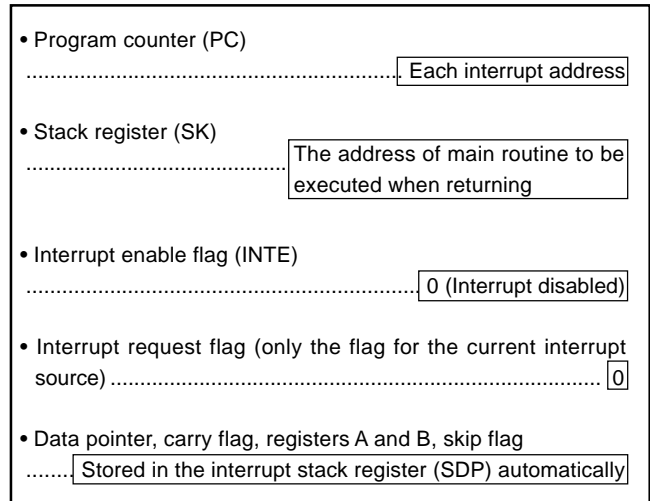 • Program counter (PC)
............................................................... Each interrupt address
• Stack register (SK)
........................................... The address of main routine to be
executed when returning
• Interrupt enable flag (INTE)
.................................................................. 0 (Interrupt disabled)
• Interrupt request flag (only the flag for the current interrupt
source) .................................................................................. 0
• Data pointer, carry flag, registers A and B, skip flag
........ Stored in the interrupt stack register (SDP) automatically